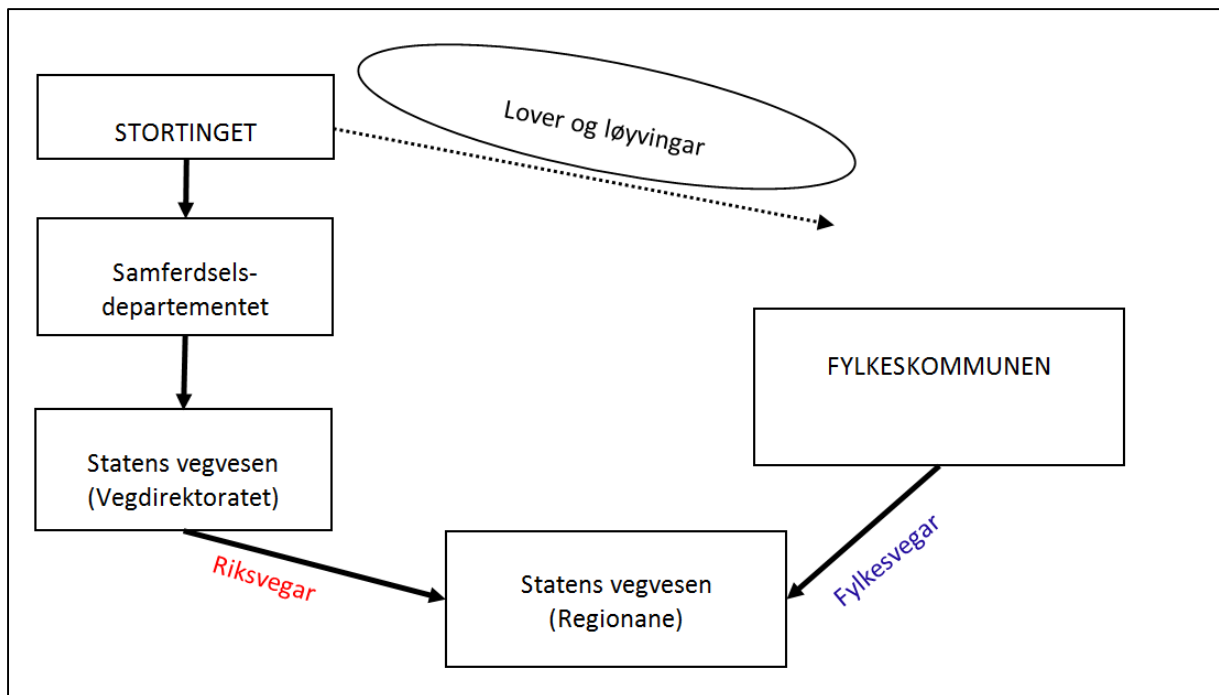 STORTINGET
Lover og løyvingar
Samferdsels-
departementet
FYLKESKOMMUNEN
Statens vegvesen
(Vegdirektoratet)
Riksvegar
Fylkesvegar
Statens vegvesen
(Regionane)